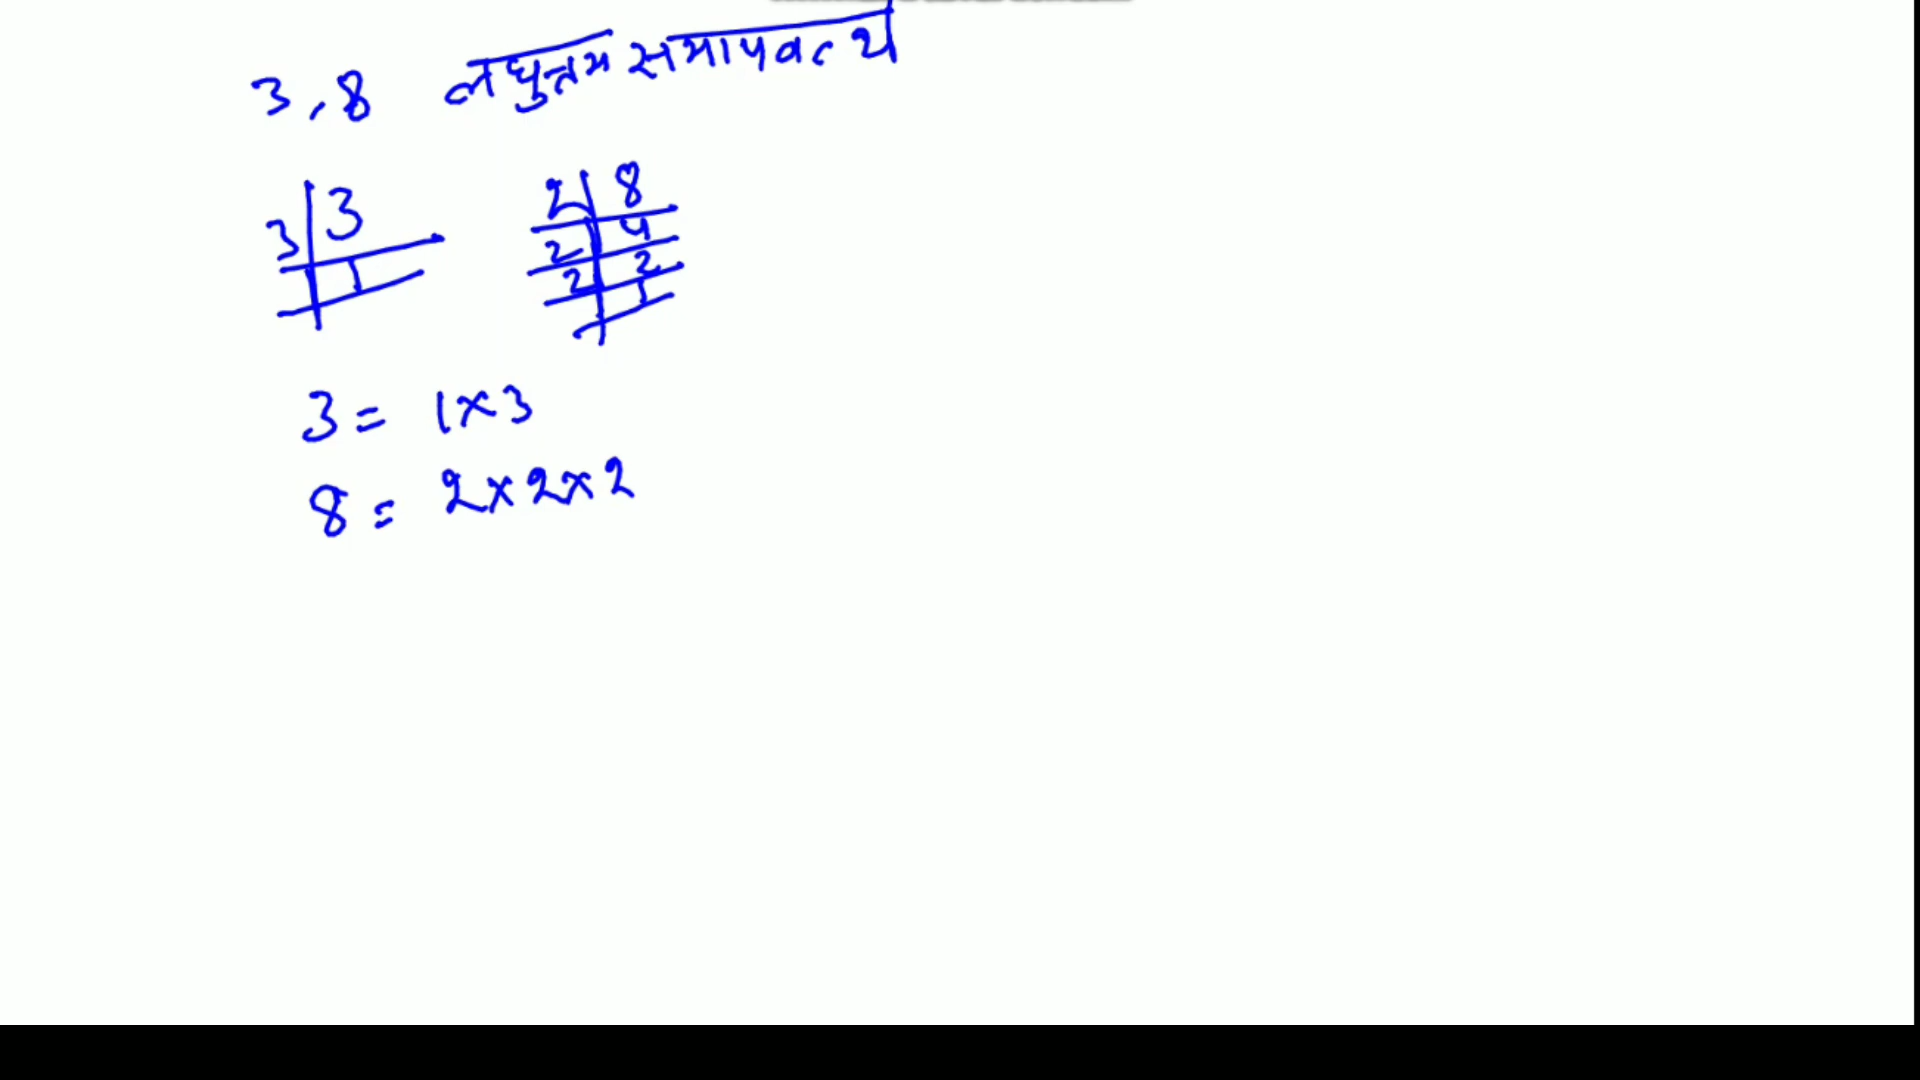 3, 8 लघुत्तम समापवर्त्य
3 | 3
1
2 | 8
2 | 4
2 | 2
1
3 = 1×3
8 = 2×2×2